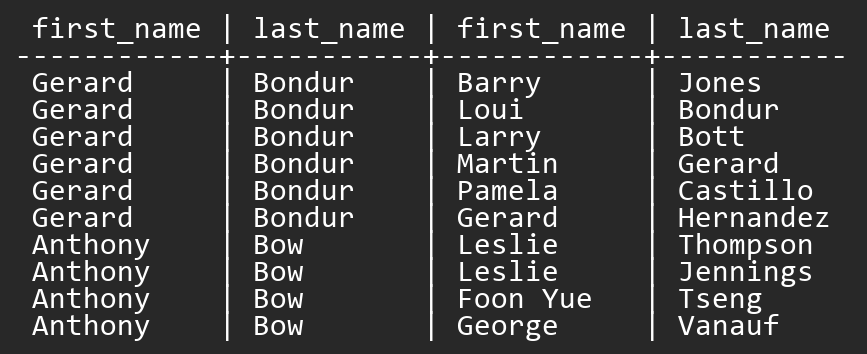 first_name | last_name | first_name | last_name
------------+-----------+------------+-----------
Gerard | Bondur | Barry | Jones
Gerard | Bondur | Loui | Bondur
Gerard | Bondur | Larry | Bott
Gerard | Bondur | Martin | Gerard
Gerard | Bondur | Pamela | Castillo
Gerard | Bondur | Gerard | Hernandez
Anthony | Bow | Leslie | Thompson
Anthony | Bow | Leslie | Jennings
Anthony | Bow | Foon Yue | Tseng
Anthony | Bow | George | Vanauf